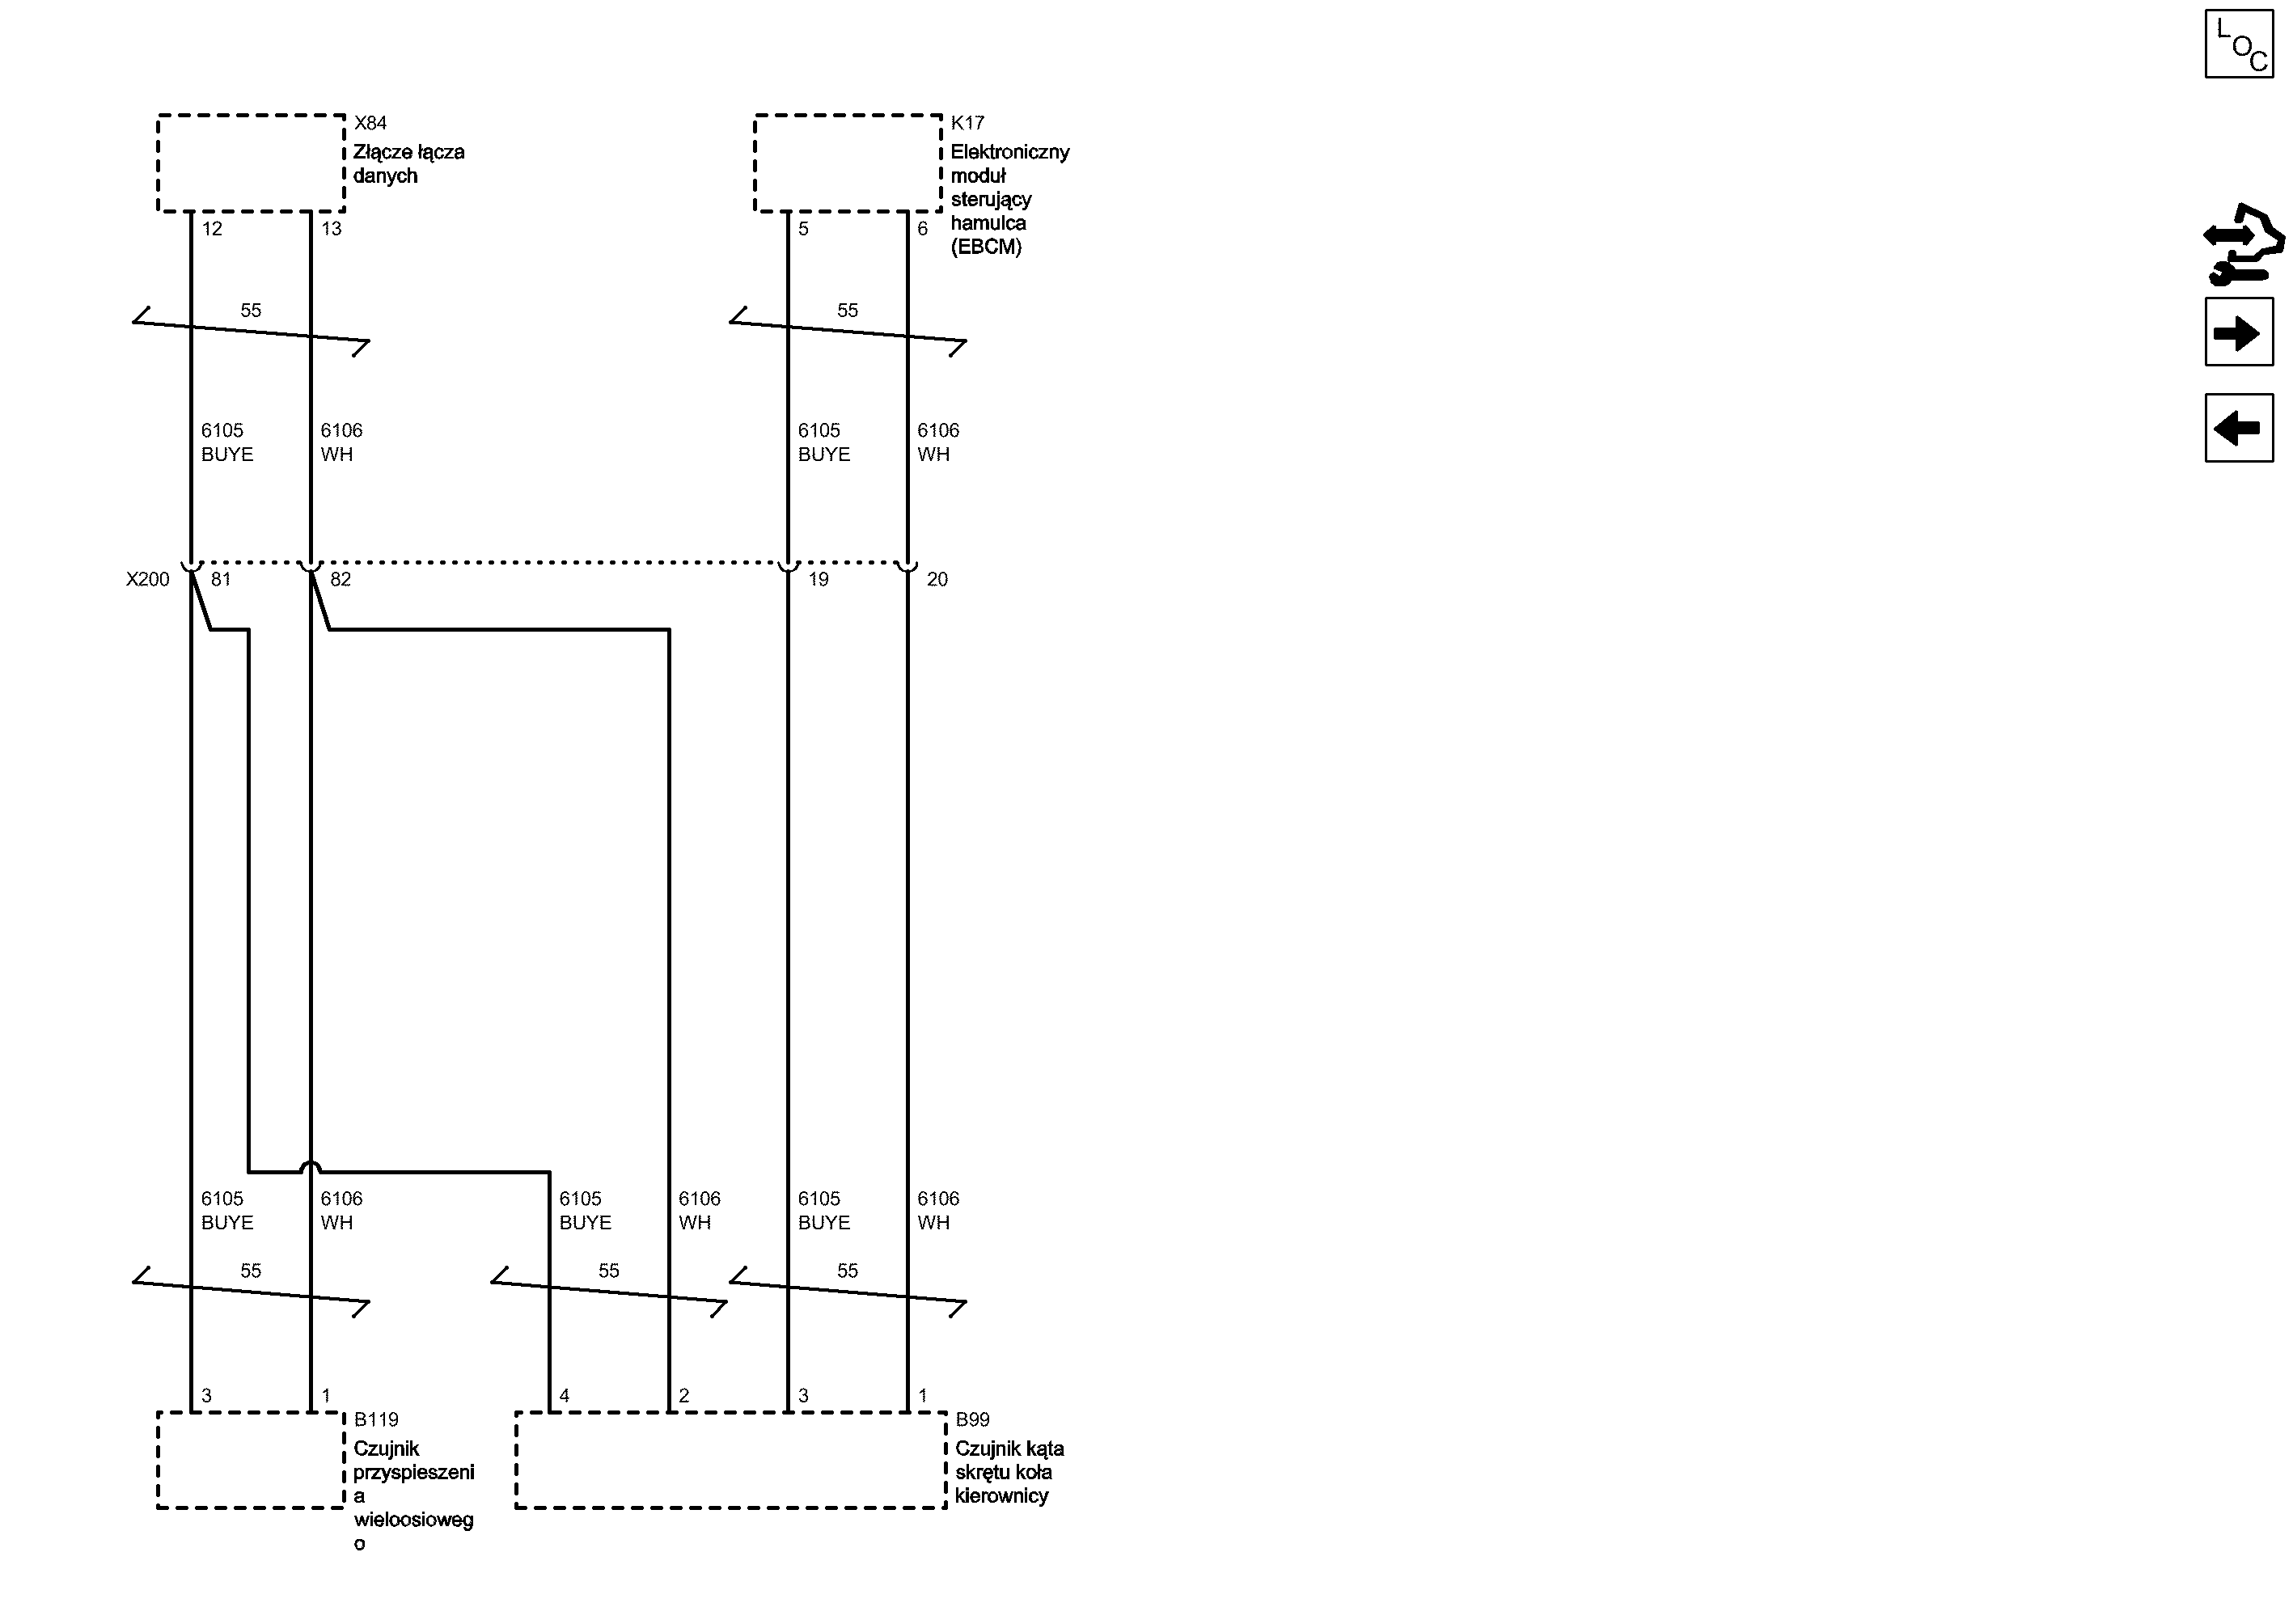 L
O
C
X84
Złącze łącza
danych
K17
Elektroniczny
moduł
sterujący
hamulca
(EBCM)
12
13
5
6
55
55
6105
BUYE
6106
WH
6105
BUYE
6106
WH
X200
81
82
19
20
6105
BUYE
6106
WH
6105
BUYE
6106
WH
6105
BUYE
6106
WH
55
55
55
3
1
4
2
3
1
B119
Czujnik
przyspieszeni
a
wieloosioweg
o
B99
Czujnik kąta
skrętu koła
kierownicy